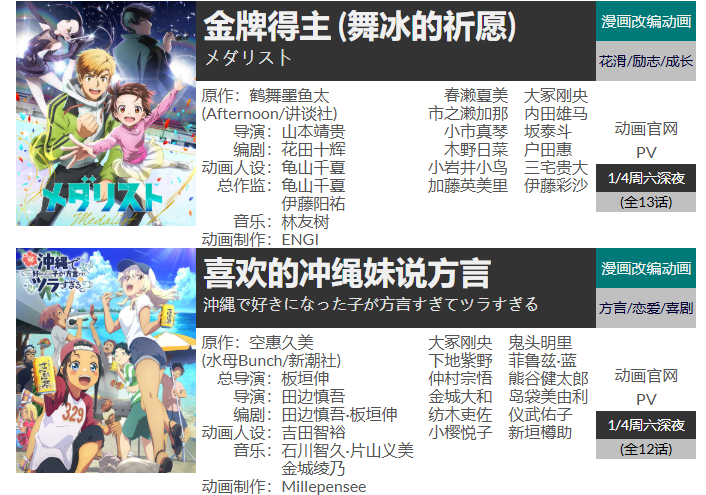 金牌得主 (舞冰的祈愿)
メダリスト
漫画改编动画
花滑/励志/成长
原作：鹤舞墨鱼太
(Afternoon/讲谈社)
导演：山本靖贵
编剧：花田十辉
动画人设：亀山千夏
总作监：亀山千夏
伊藤阳祐
音乐：林友树
动画制作：ENGI
春濑夏美 大冢刚央
市之濑加那 内田雄马
小市真琴 坂泰斗
木野日菜 户田惠
小岩井小鸟 三宅贵大
加藤英美里 伊藤彩沙
动画官网
PV
1/4周六深夜
(全13话)
メダリスト
Medalist
喜欢的冲绳妹说方言
沖縄で好きになった子が方言すぎてツラすぎる
漫画改编动画
方言/恋爱/喜剧
原作：空惠久美
(水母Bunch/新潮社)
总导演：板垣伸
导演：田边慎吾
编剧：田边慎吾·板垣伸
动画人设：吉田智裕
音乐：石川智久·片山义美
金城绫乃
动画制作：Millepensee
大冢刚央 鬼头明里
下地紫野 菲鲁兹·蓝
仲村宗悟 熊谷健太郎
金城大和 岛袋美由利
纺木吏佐 仪武佑子
小樱悦子 新垣樽助
动画官网
PV
1/4周六深夜
(全12话)
沖縄で
好きになった子が方言すぎて
ツラすぎる
329